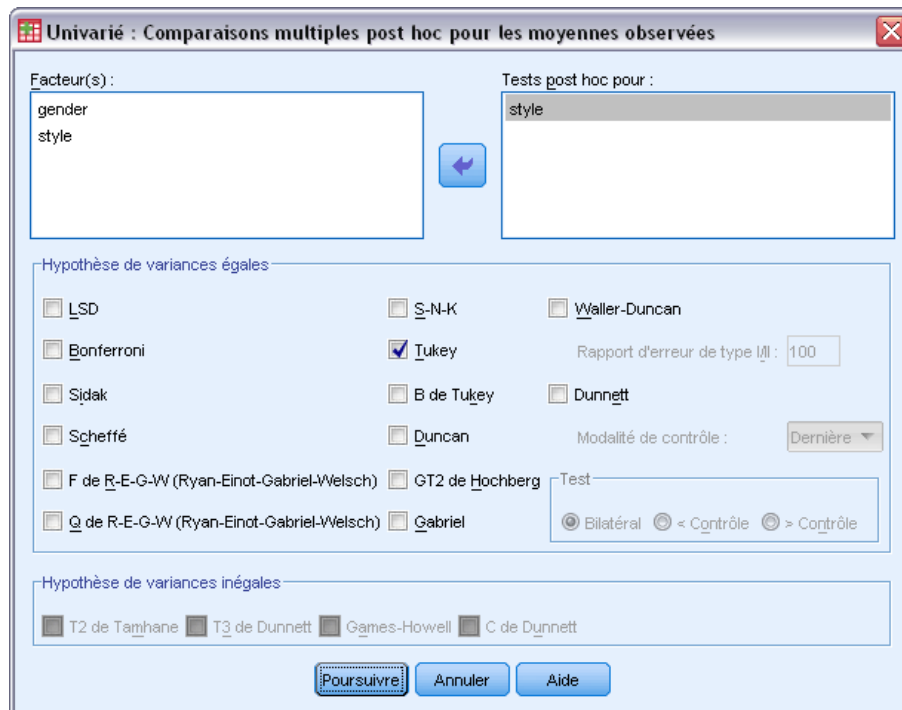 Univarié : Comparaisons multiples post hoc pour les moyennes observées
Facteur(s) :
gender
style
Tests post hoc pour :
style
Hypothèse de variances égales
LSD
S-N-K
Waller-Duncan
Bonferroni
Tukey
Rapport d'erreur de type I/II : 100
Sidak
B de Tukey
Dunnett
Scheffé
Duncan
Modalité de contrôle : Dernière
F de R-E-G-W (Ryan-Einot-Gabriel-Welsch)
GT2 de Hochberg
Test
Q de R-E-G-W (Ryan-Einot-Gabriel-Welsch)
Gabriel
Bilatéral < Contrôle > Contrôle
Hypothèse de variances inégales
T2 de Tamhane T3 de Dunnett Games-Howell C de Dunnett
Poursuivre Annuler Aide